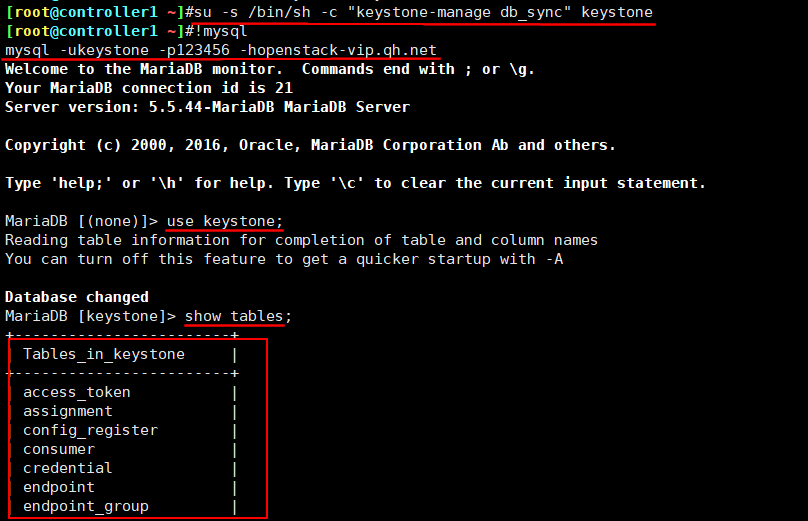 [root@controller1 ~]#su -s /bin/sh -c "keystone-manage db_sync" keystone
[root@controller1 ~]#!mysql
mysql -ukeystone -p123456 -hopenstack-vip.qh.net
Welcome to the MariaDB monitor.  Commands end with ; or \g.
Your MariaDB connection id is 21
Server version: 5.5.44-MariaDB MariaDB Server
Copyright (c) 2000, 2016, Oracle, MariaDB Corporation Ab and others.
Type 'help;' or '\h' for help. Type '\c' to clear the current input statement.
MariaDB [(none)]> use keystone;
Reading table information for completion of table and column names
You can turn off this feature to get a quicker startup with -A
Database changed
MariaDB [keystone]> show tables;
+------------------------+
| Tables_in_keystone     |
+------------------------+
| access_token           |
| assignment             |
| config_register        |
| consumer               |
| credential             |
| endpoint               |
| endpoint_group         |